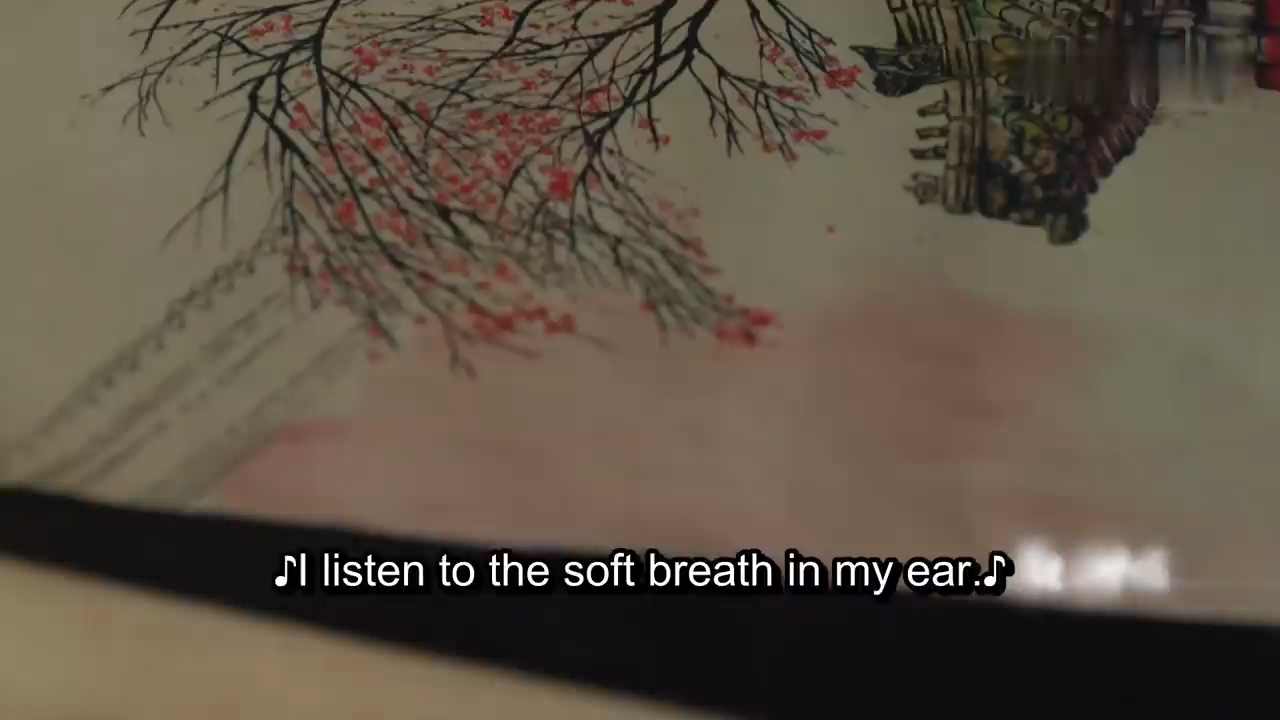 ♪I listen to the soft breath in my ear.♪